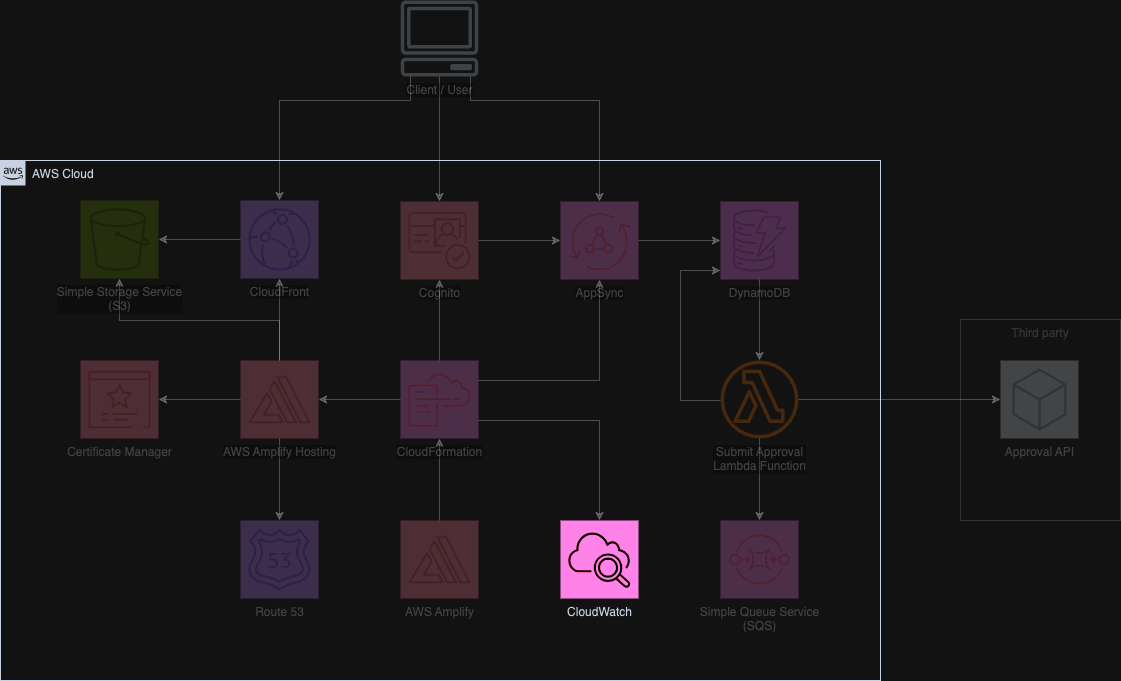 Client / User
aws
AWS Cloud
Simple Storage Service
(S3)
CloudFront
Cognito
AppSync
DynamoDB
Third party
Certificate Manager
AWS Amplify Hosting
CloudFormation
Submit Approval
Lambda Function
Approval API
53
Route 53
AWS Amplify
CloudWatch
Simple Queue Service
(SQS)